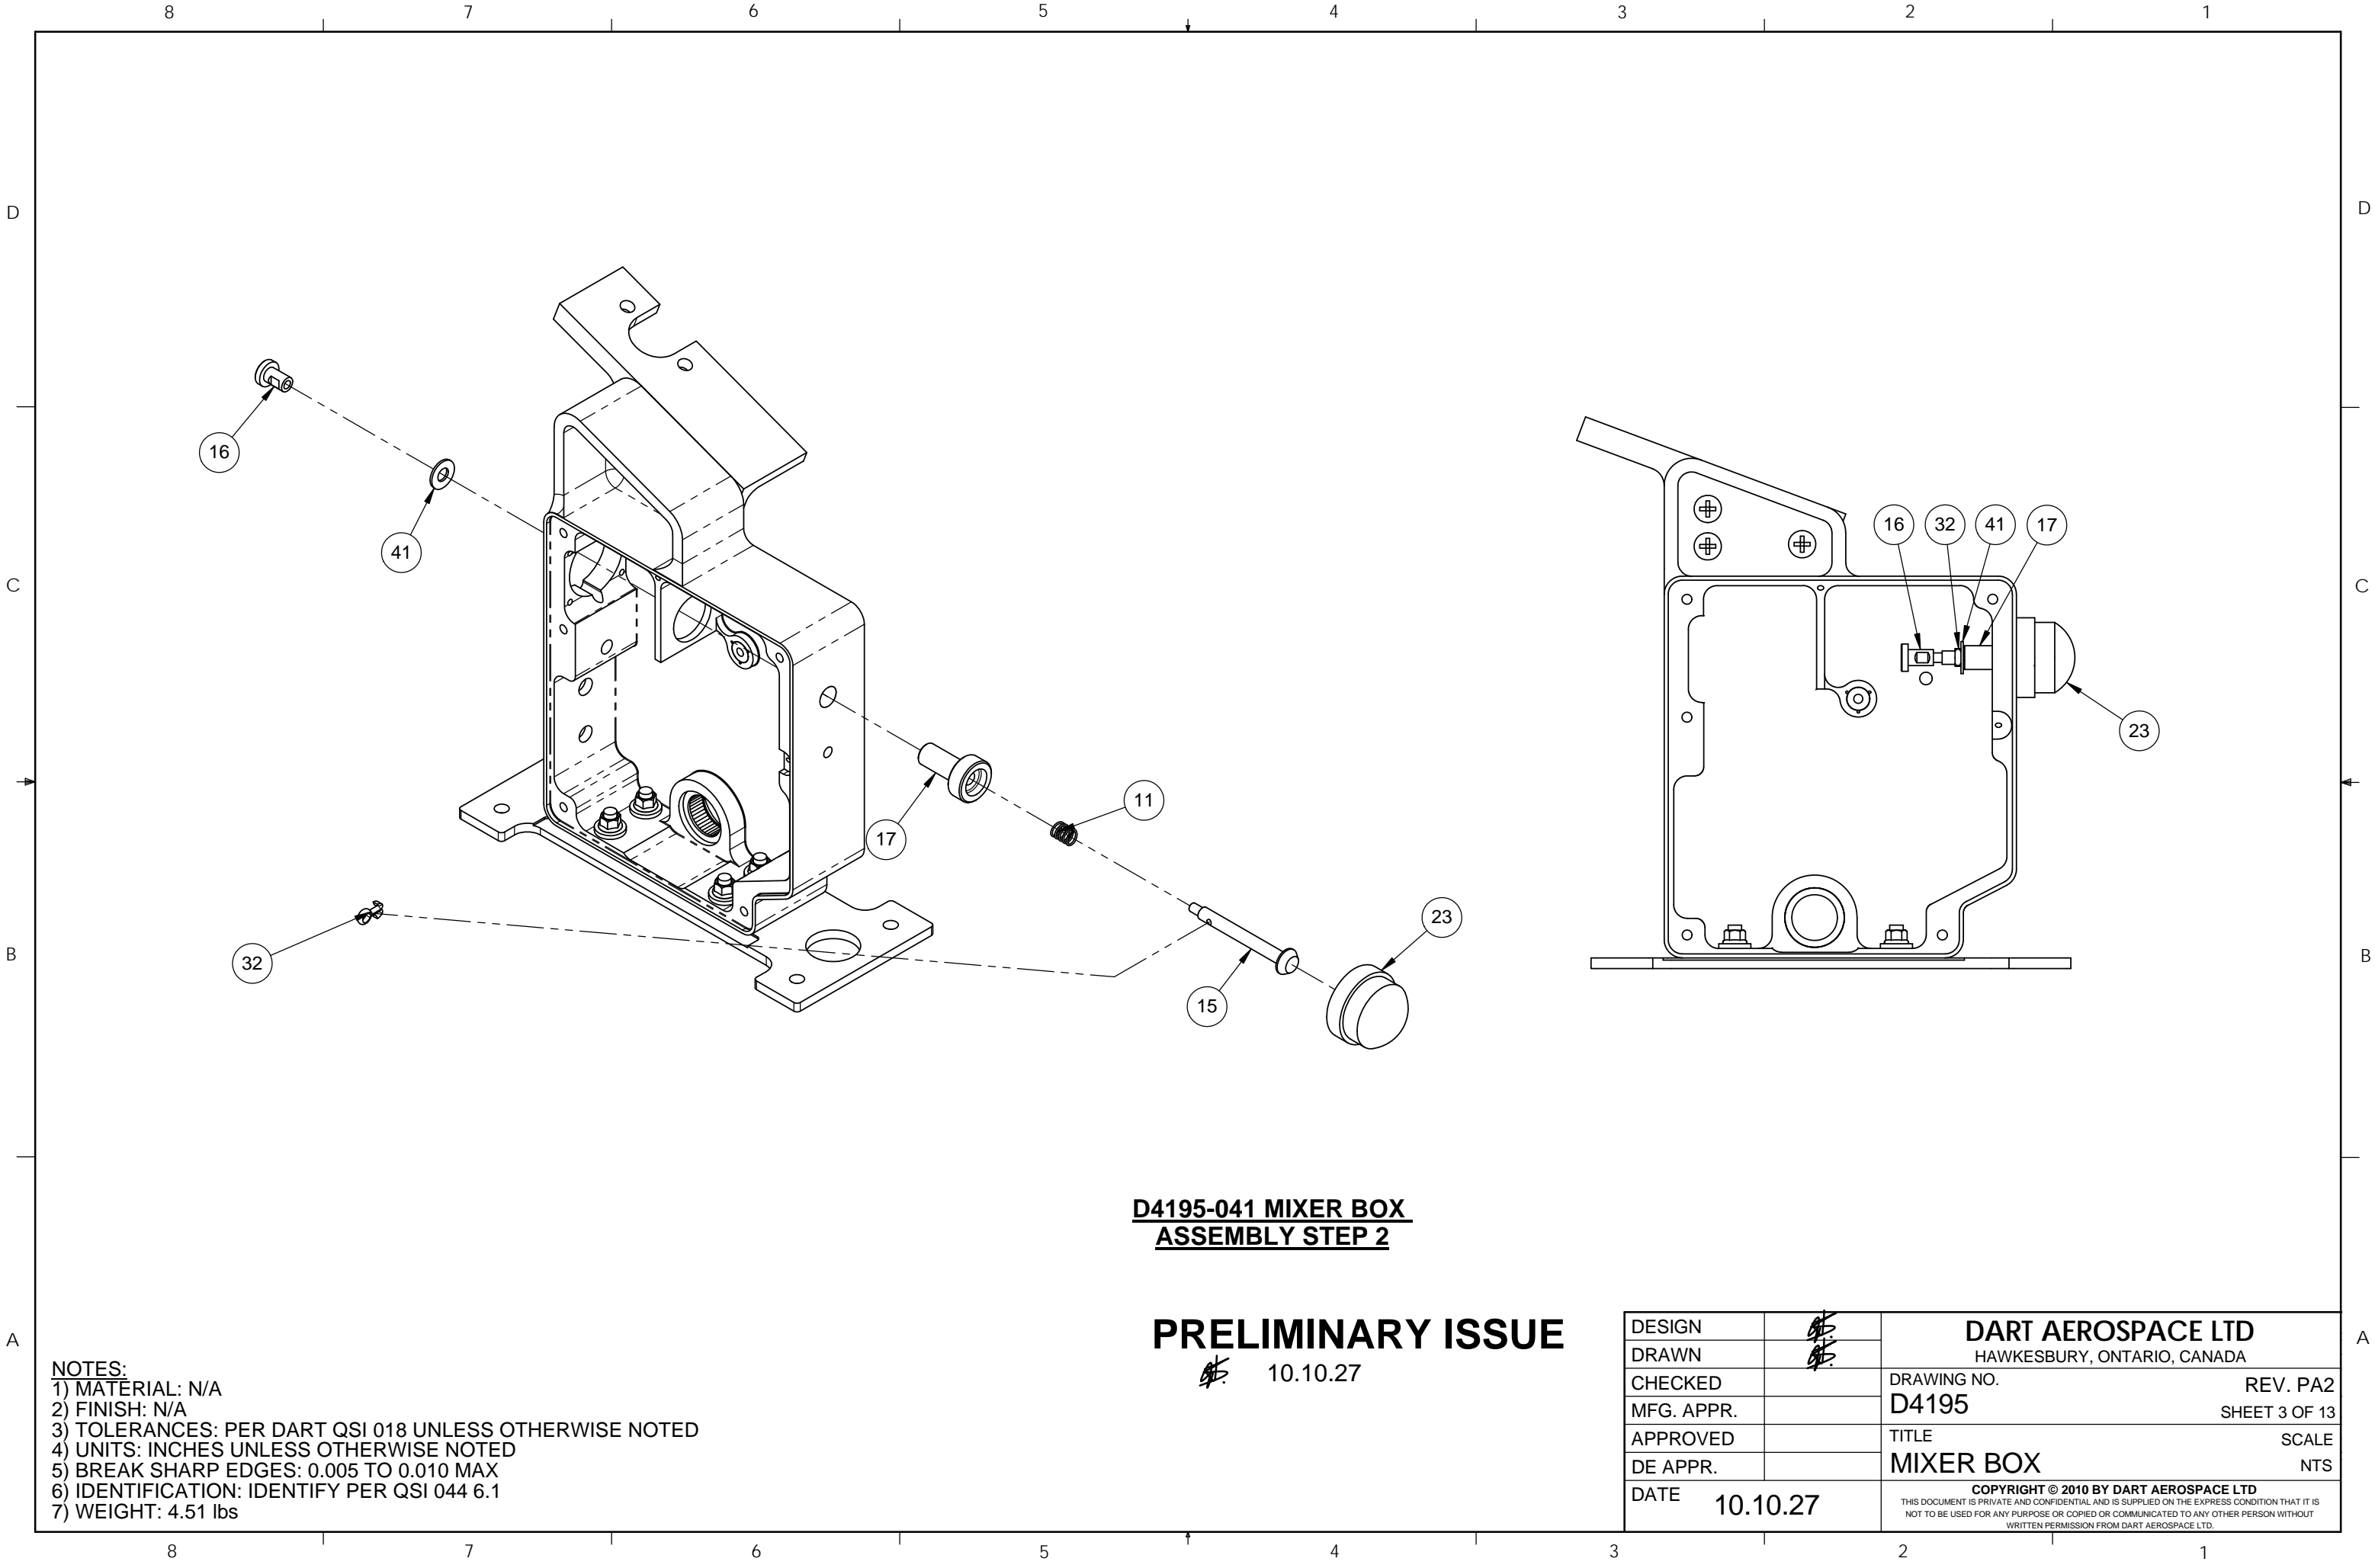 8 7 6 5 4 3 2 1
D D
16
41
16 32 41 17
C C
23
11
17
23
32
B B
15
D4195-041 MIXER BOX
ASSEMBLY STEP 2
PRELIMINARY ISSUE
10.10.27
A A
NOTES:
1) MATERIAL: N/A
2) FINISH: N/A
3) TOLERANCES: PER DART QSI 018 UNLESS OTHERWISE NOTED
4) UNITS: INCHES UNLESS OTHERWISE NOTED
5) BREAK SHARP EDGES: 0.005 TO 0.010 MAX
6) IDENTIFICATION: IDENTIFY PER QSI 044 6.1
7) WEIGHT: 4.51 lbs
DESIGN
DRAWN
CHECKED
MFG. APPR.
APPROVED
DE APPR.
DATE 10.10.27
DART AEROSPACE LTD
HAWKESBURY, ONTARIO, CANADA
DRAWING NO. REV. PA2
D4195 SHEET 3 OF 13
TITLE SCALE
MIXER BOX NTS
COPYRIGHT © 2010 BY DART AEROSPACE LTD
THIS DOCUMENT IS PRIVATE AND CONFIDENTIAL AND IS SUPPLIED ON THE EXPRESS CONDITION THAT IT IS
NOT TO BE USED FOR ANY PURPOSE OR COPIED OR COMMUNICATED TO ANY OTHER PERSON WITHOUT
WRITTEN PERMISSION FROM DART AEROSPACE LTD.
8 7 6 5 4 3 2 1